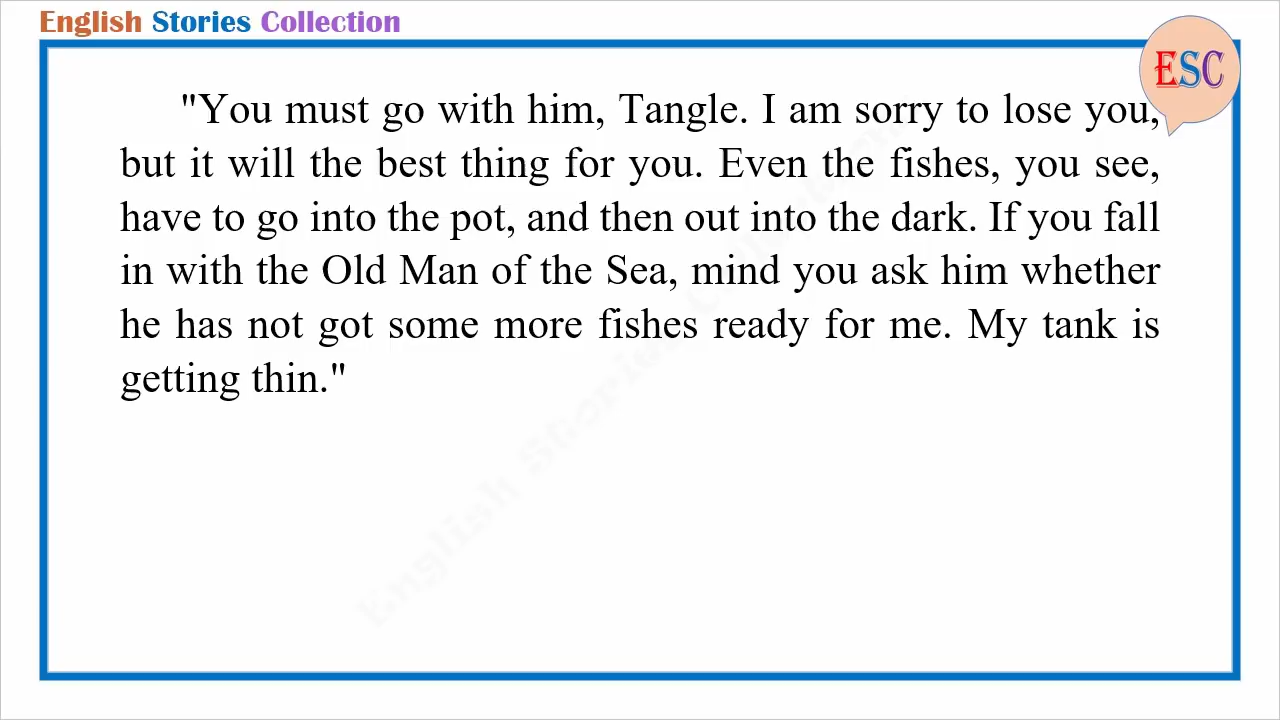 English Stories Collection
ESC
"You must go with him, Tangle. I am sorry to lose you,
but it will the best thing for you. Even the fishes, you see,
have to go into the pot, and then out into the dark. If you fall
in with the Old Man of the Sea, mind you ask him whether
he has not got some more fishes ready for me. My tank is
getting thin."
English Stories Collection